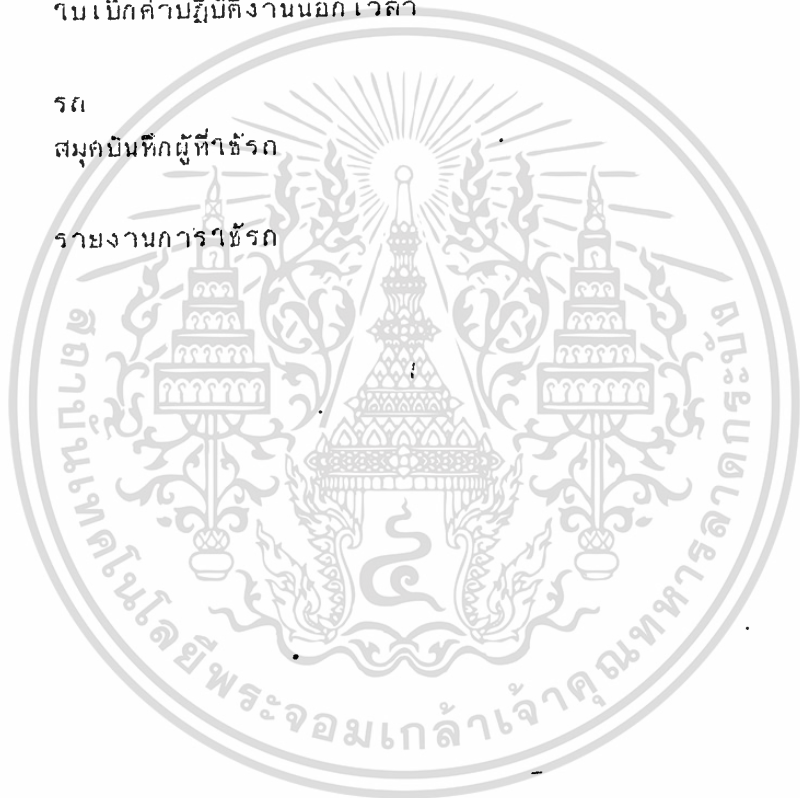 ใบเบิกค่าปฏิบัติงานนอกเวลา
รถ
สมุดบันทึกผู้ที่ใช้รถ
รายงานการใช้รถ
สถาบันเทคโนโลยีพระจอมเกล้าเจ้าคุณทหารลาดกระบัง